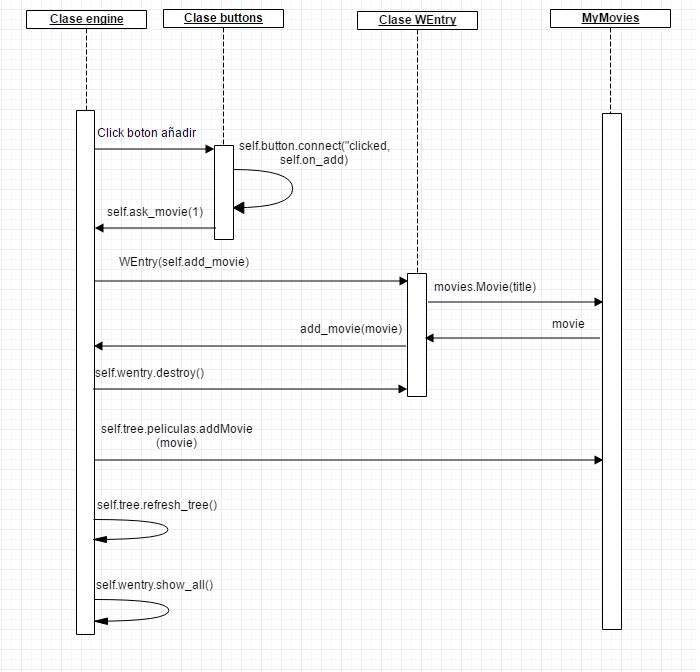 Clase engine
Clase buttons
Clase WEntry
MyMovies
Click boton añadir
self.button.connect("clicked,
self.on_add)
self.ask_movie(1)
WEntry(self.add_movie)
movies.Movie(title)
add_movie(movie)
movie
self.wentry.destroy()
self.tree.peliculas.addMovie
(movie)
self.tree.refresh_tree()
self.wentry.show_all()